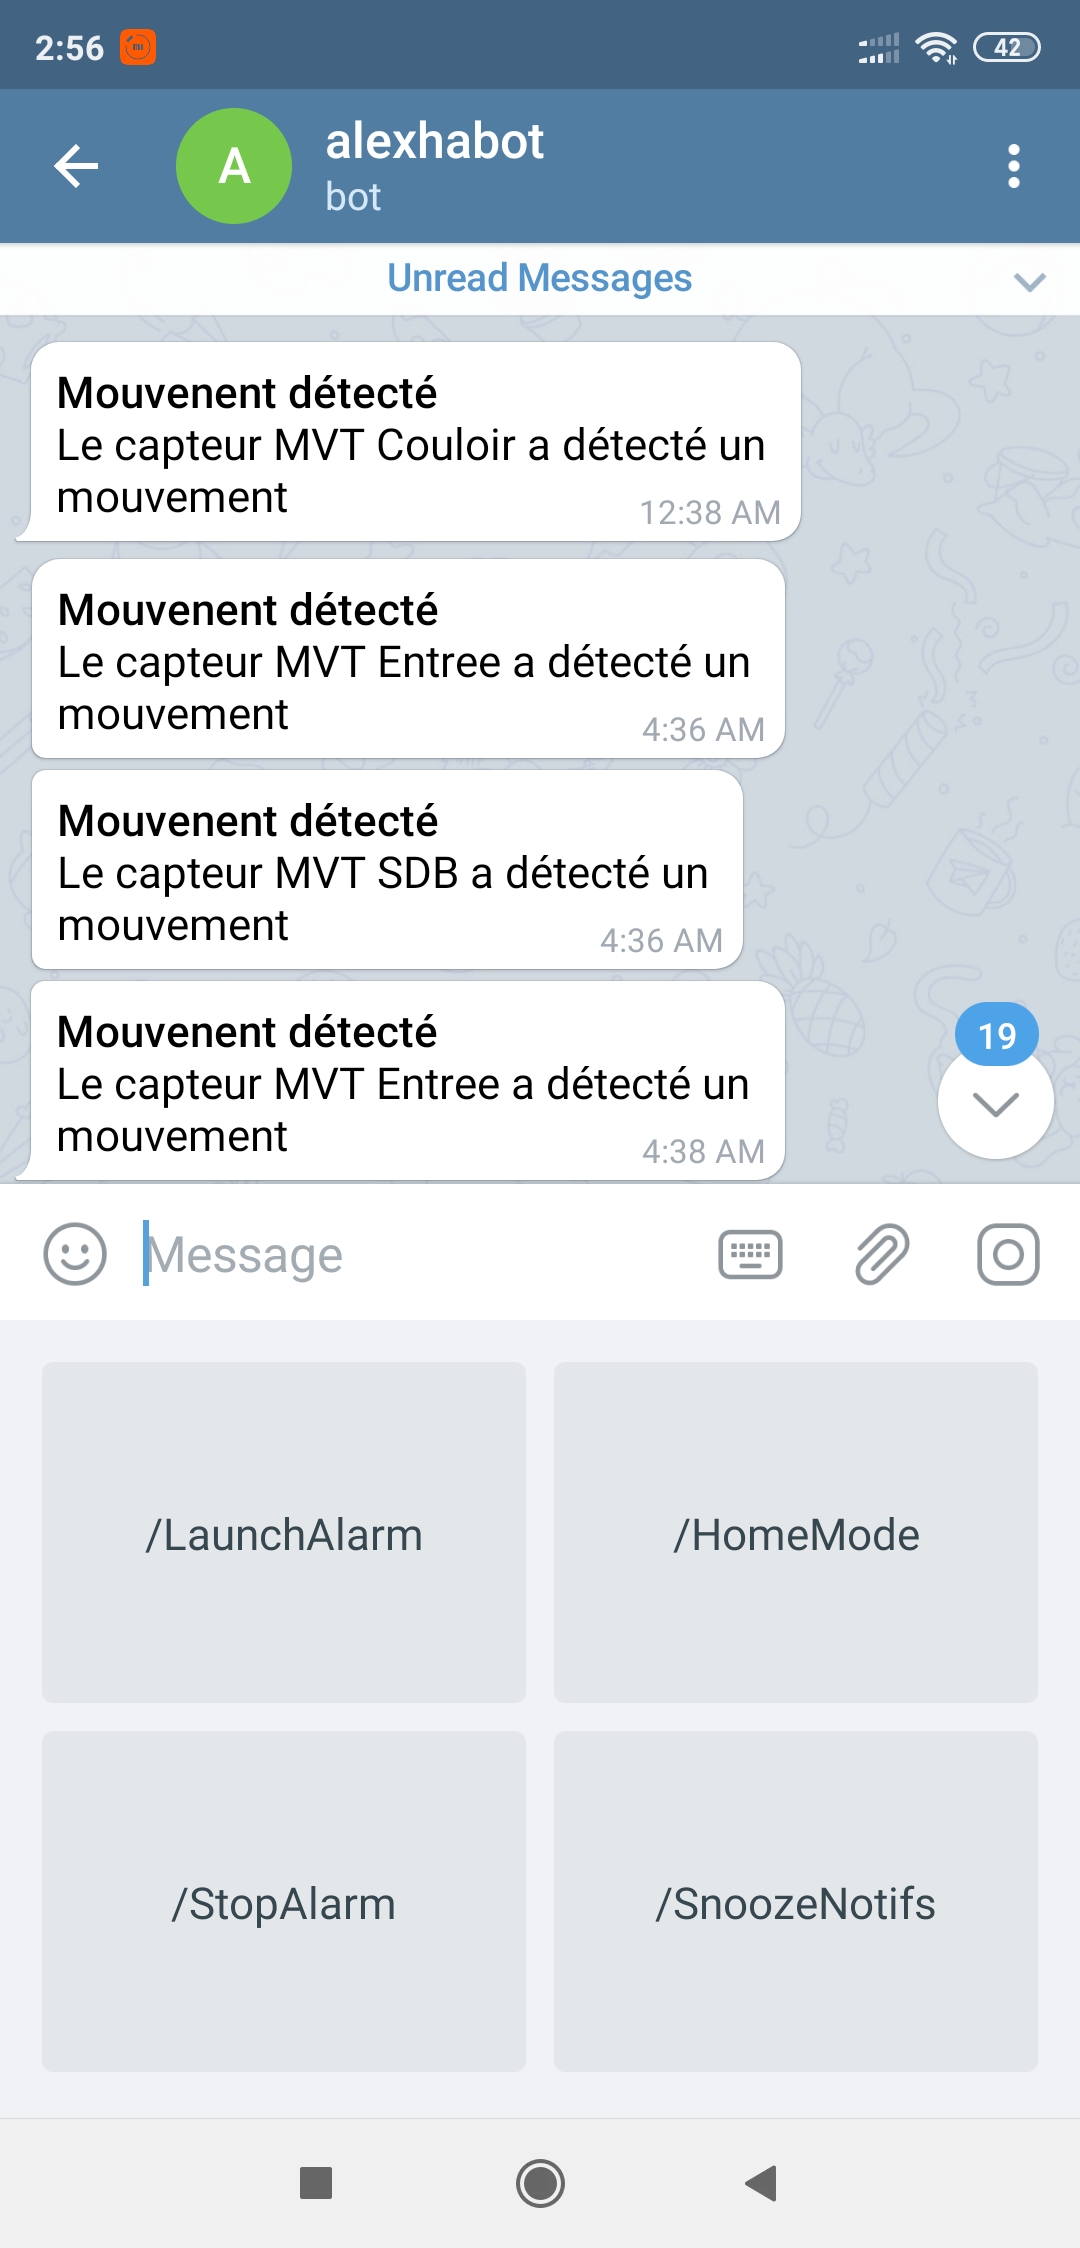 2:56
mi
42
A
alexhabot
bot
Unread Messages
Mouvenent détecté
Le capteur MVT Couloir a détecté un
mouvement
12:38 AM
Mouvenent détecté
Le capteur MVT Entree a détecté un
mouvement
4:36 AM
Mouvenent détecté
Le capteur MVT SDB a détecté un
mouvement
4:36 AM
Mouvenent détecté
Le capteur MVT Entree a détecté un
mouvement
4:38 AM
19
Message
/LaunchAlarm
/HomeMode
/StopAlarm
/SnoozeNotifs